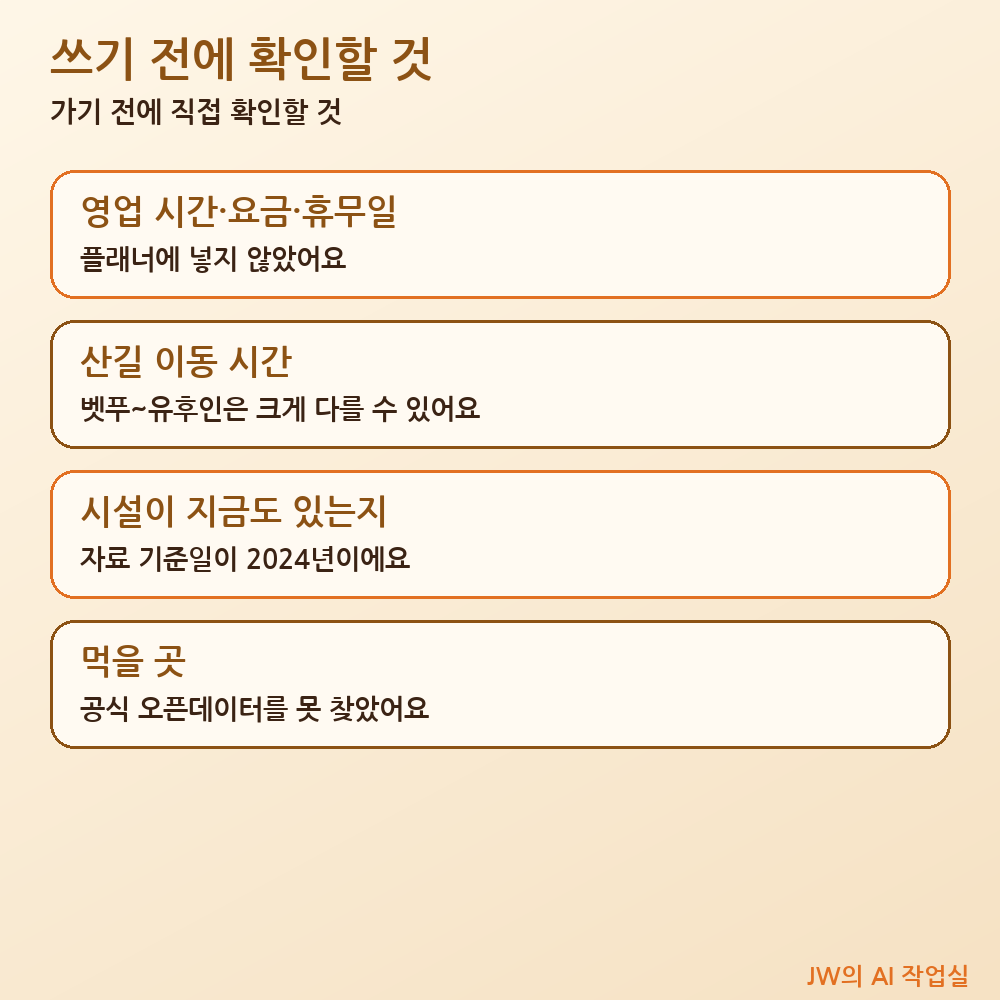 쓰기 전에 확인할 것
가기 전에 직접 확인할 것
영업 시간·요금·휴무일
플래너에 넣지 않았어요
산길 이동 시간
벳푸~유후인은 크게 다를 수 있어요
시설이 지금도 있는지
자료 기준일이 2024년이에요
먹을 곳
공식 오픈데이터를 못 찾았어요
JW의 AI 작업실